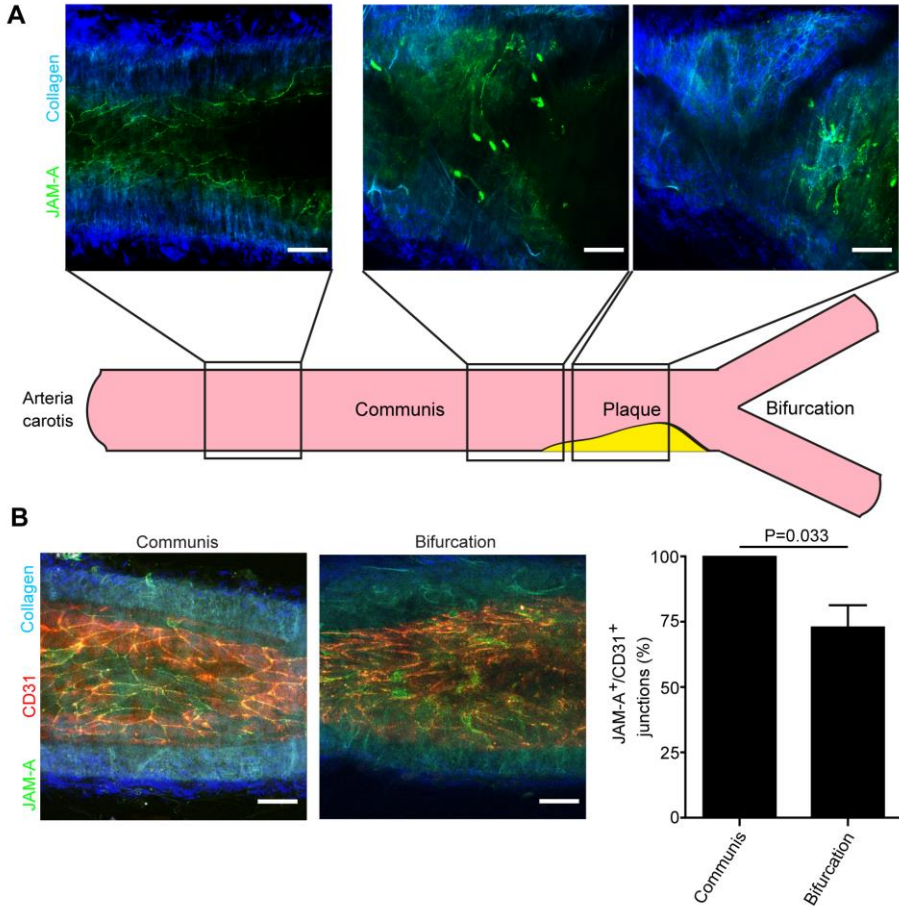 A
Collagen
JAM-A
Arteria
carotis
Communis
Plaque
Bifurcation
B
Communis
Bifurcation
Collagen
CD31
JAM-A
P=0.033
JAM-A⁺/CD31⁺
junctions (%)
100
75
50
25
0
Communis
Bifurcation